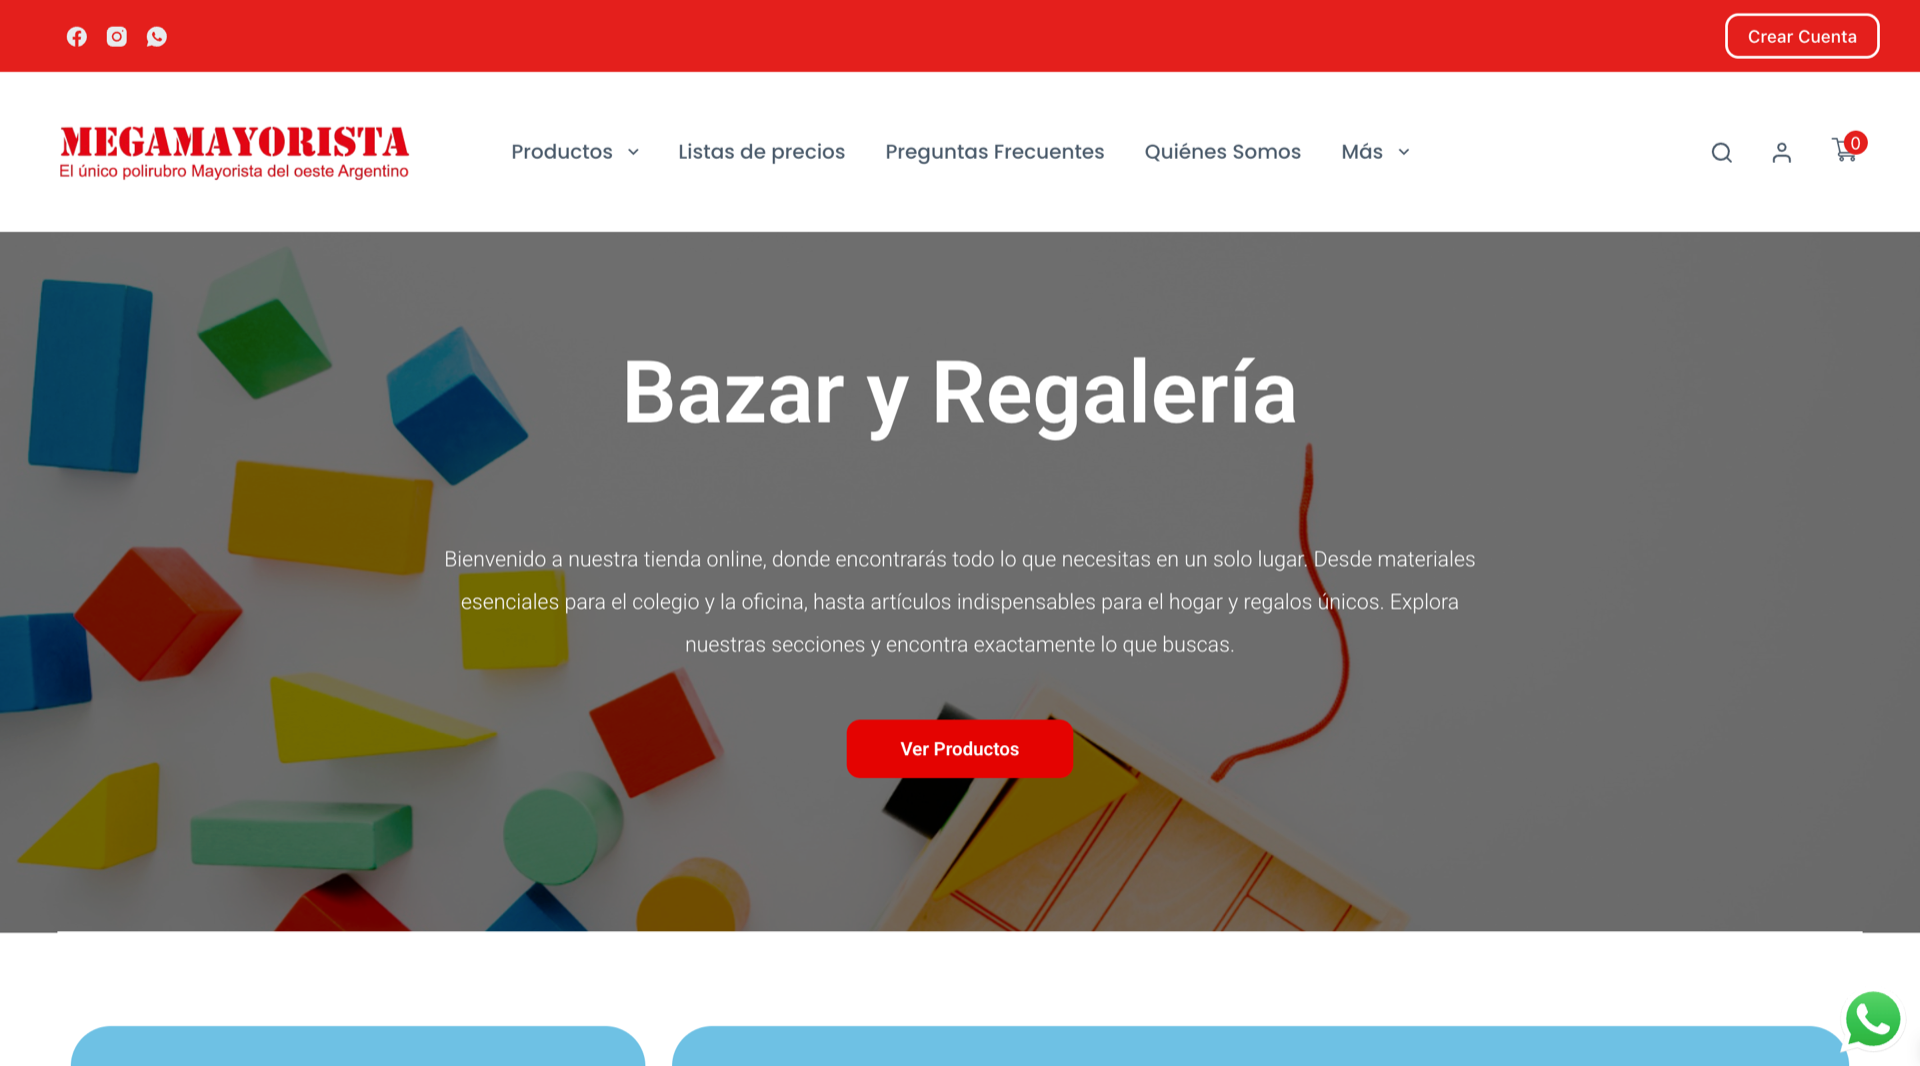 Crear Cuenta
MEGAMAYORISTA
El único polirubro Mayorista del oeste Argentino
Productos
Listas de precios
Preguntas Frecuentes
Quiénes Somos
Más
0
Bazar y Regalería
Bienvenido a nuestra tienda online, donde encontrarás todo lo que necesitas en un solo lugar. Desde materiales
esenciales para el colegio y la oficina, hasta artículos indispensables para el hogar y regalos únicos. Explora
nuestras secciones y encontra exactamente lo que buscas.
Ver Productos